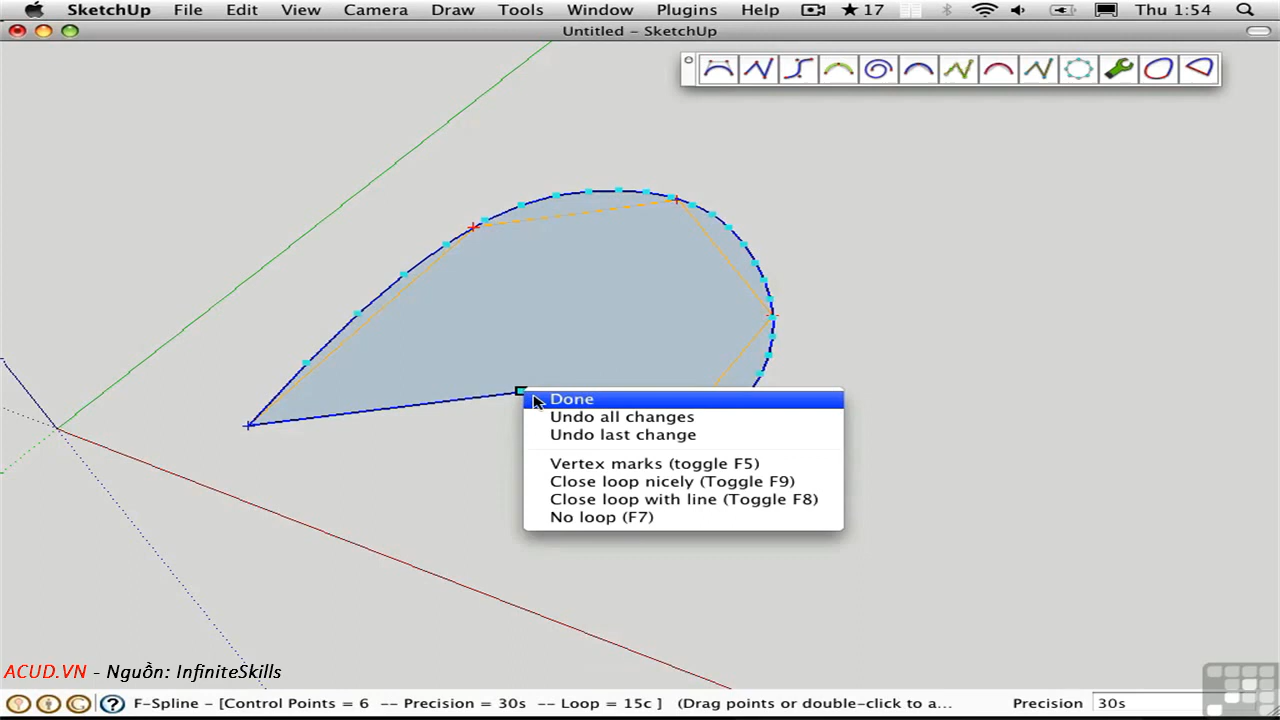 SketchUp File Edit View Camera Draw Tools Window Plugins Help 17 Thu 1:54
Untitled – SketchUp
Done
Undo all changes
Undo last change
Vertex marks (toggle F5)
Close loop nicely (Toggle F9)
Close loop with line (Toggle F8)
No loop (F7)
ACUD.VN - Nguồn: InfiniteSkills
F-Spline - [Control Points = 6 -- Precision = 30s -- Loop = 15c ] (Drag points or double-click to a... Precision 30s